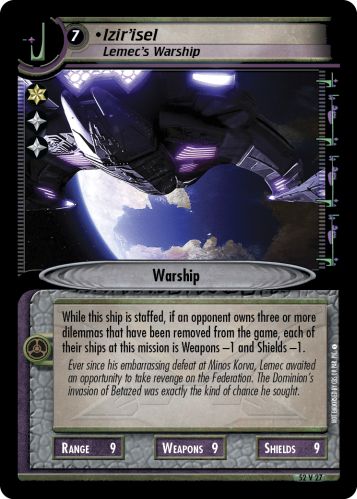 7
•Izir'isel
Lemec's Warship
Warship
While this ship is staffed, if an opponent owns three or more
dilemmas that have been removed from the game, each of
their ships at this mission is Weapons –1 and Shields –1.
Ever since his embarrassing defeat at Minos Korva, Lemec awaited
an opportunity to take revenge on the Federation. The Dominion's
invasion of Betazed was exactly the kind of chance he sought.
RANGE 9 WEAPONS 9 SHIELDS 9
52 V 27